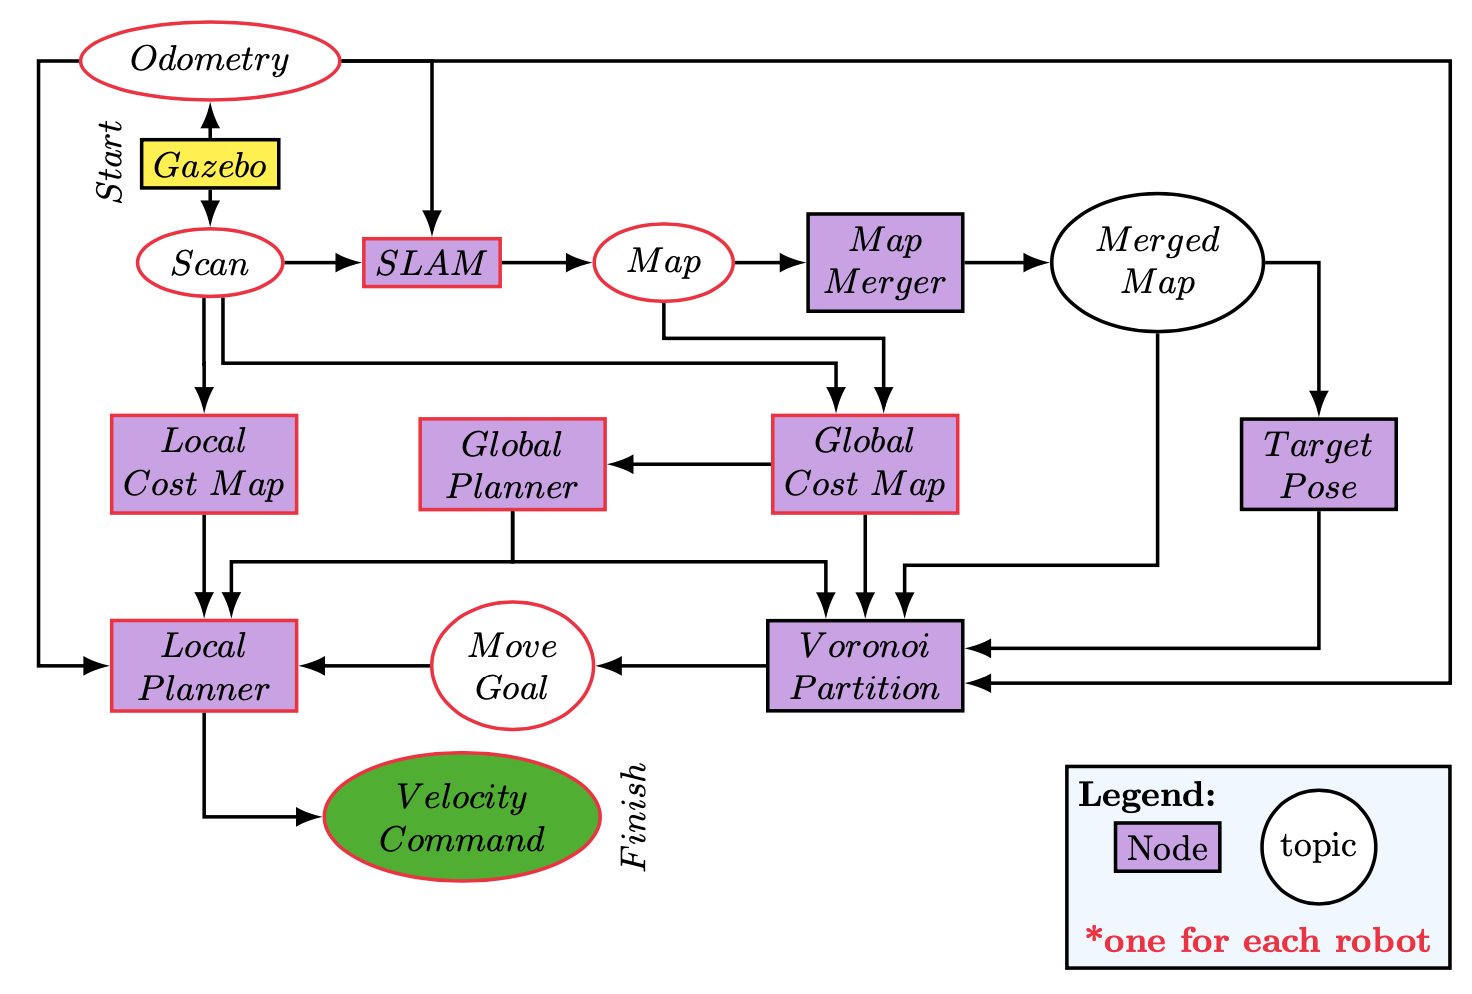 Odometry
Start
Gazebo
Scan
SLAM
Map
Map
Merger
Merged
Map
Local
Cost Map
Global
Planner
Global
Cost Map
Target
Pose
Local
Planner
Move
Goal
Voronoi
Partition
Velocity
Command
Finish
Legend:
Node
topic
*one for each robot